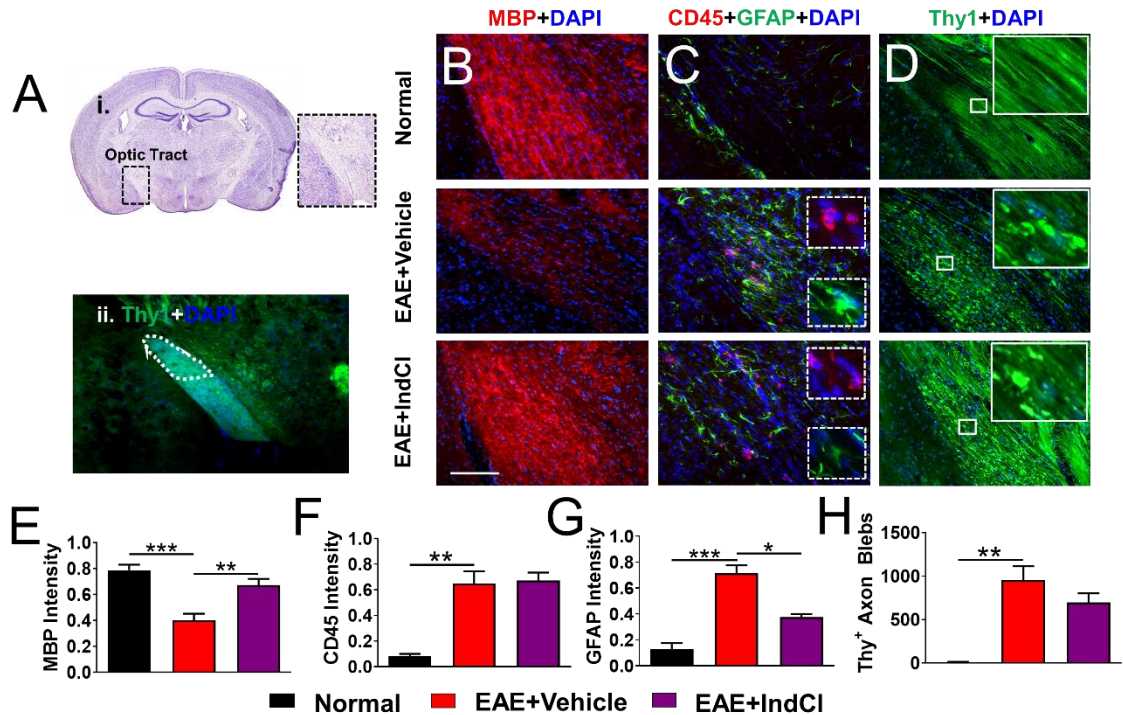 MBP+DAPI
CD45+GFAP+DAPI
Thy1+DAPI
A
i.
Optic Tract
ii. Thy1+DAPI
B
C
D
Normal
EAE+Vehicle
EAE+IndCl
E
MBP Intensity
1.0
0.8
0.6
0.4
0.2
0.0
***
**
F
CD45 Intensity
1.0
0.8
0.6
0.4
0.2
0.0
**
G
GFAP Intensity
1.0
0.8
0.6
0.4
0.2
0.0
***
*
H
Thy⁺ Axon Blebs
1500
1000
500
0
**
Normal
EAE+Vehicle
EAE+IndCl